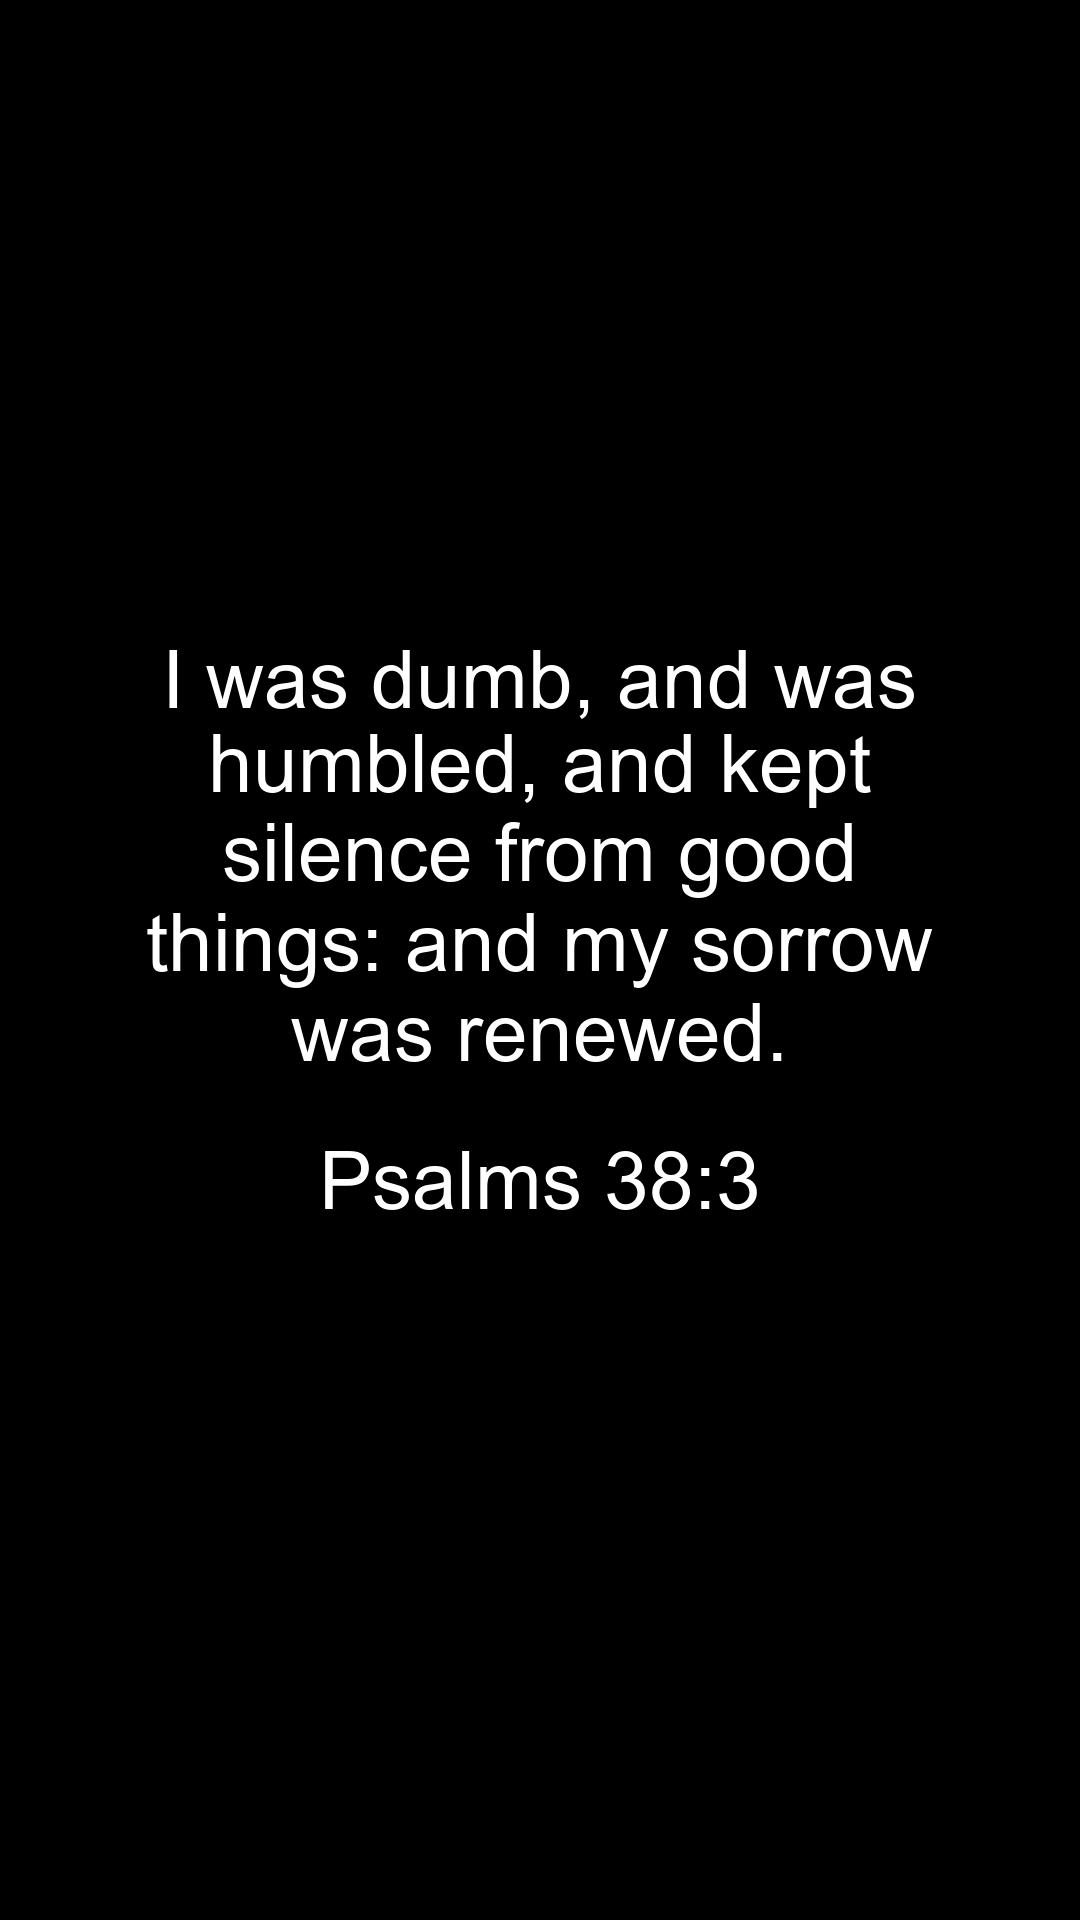 I was dumb, and was
humbled, and kept
silence from good
things: and my sorrow
was renewed.
Psalms 38:3